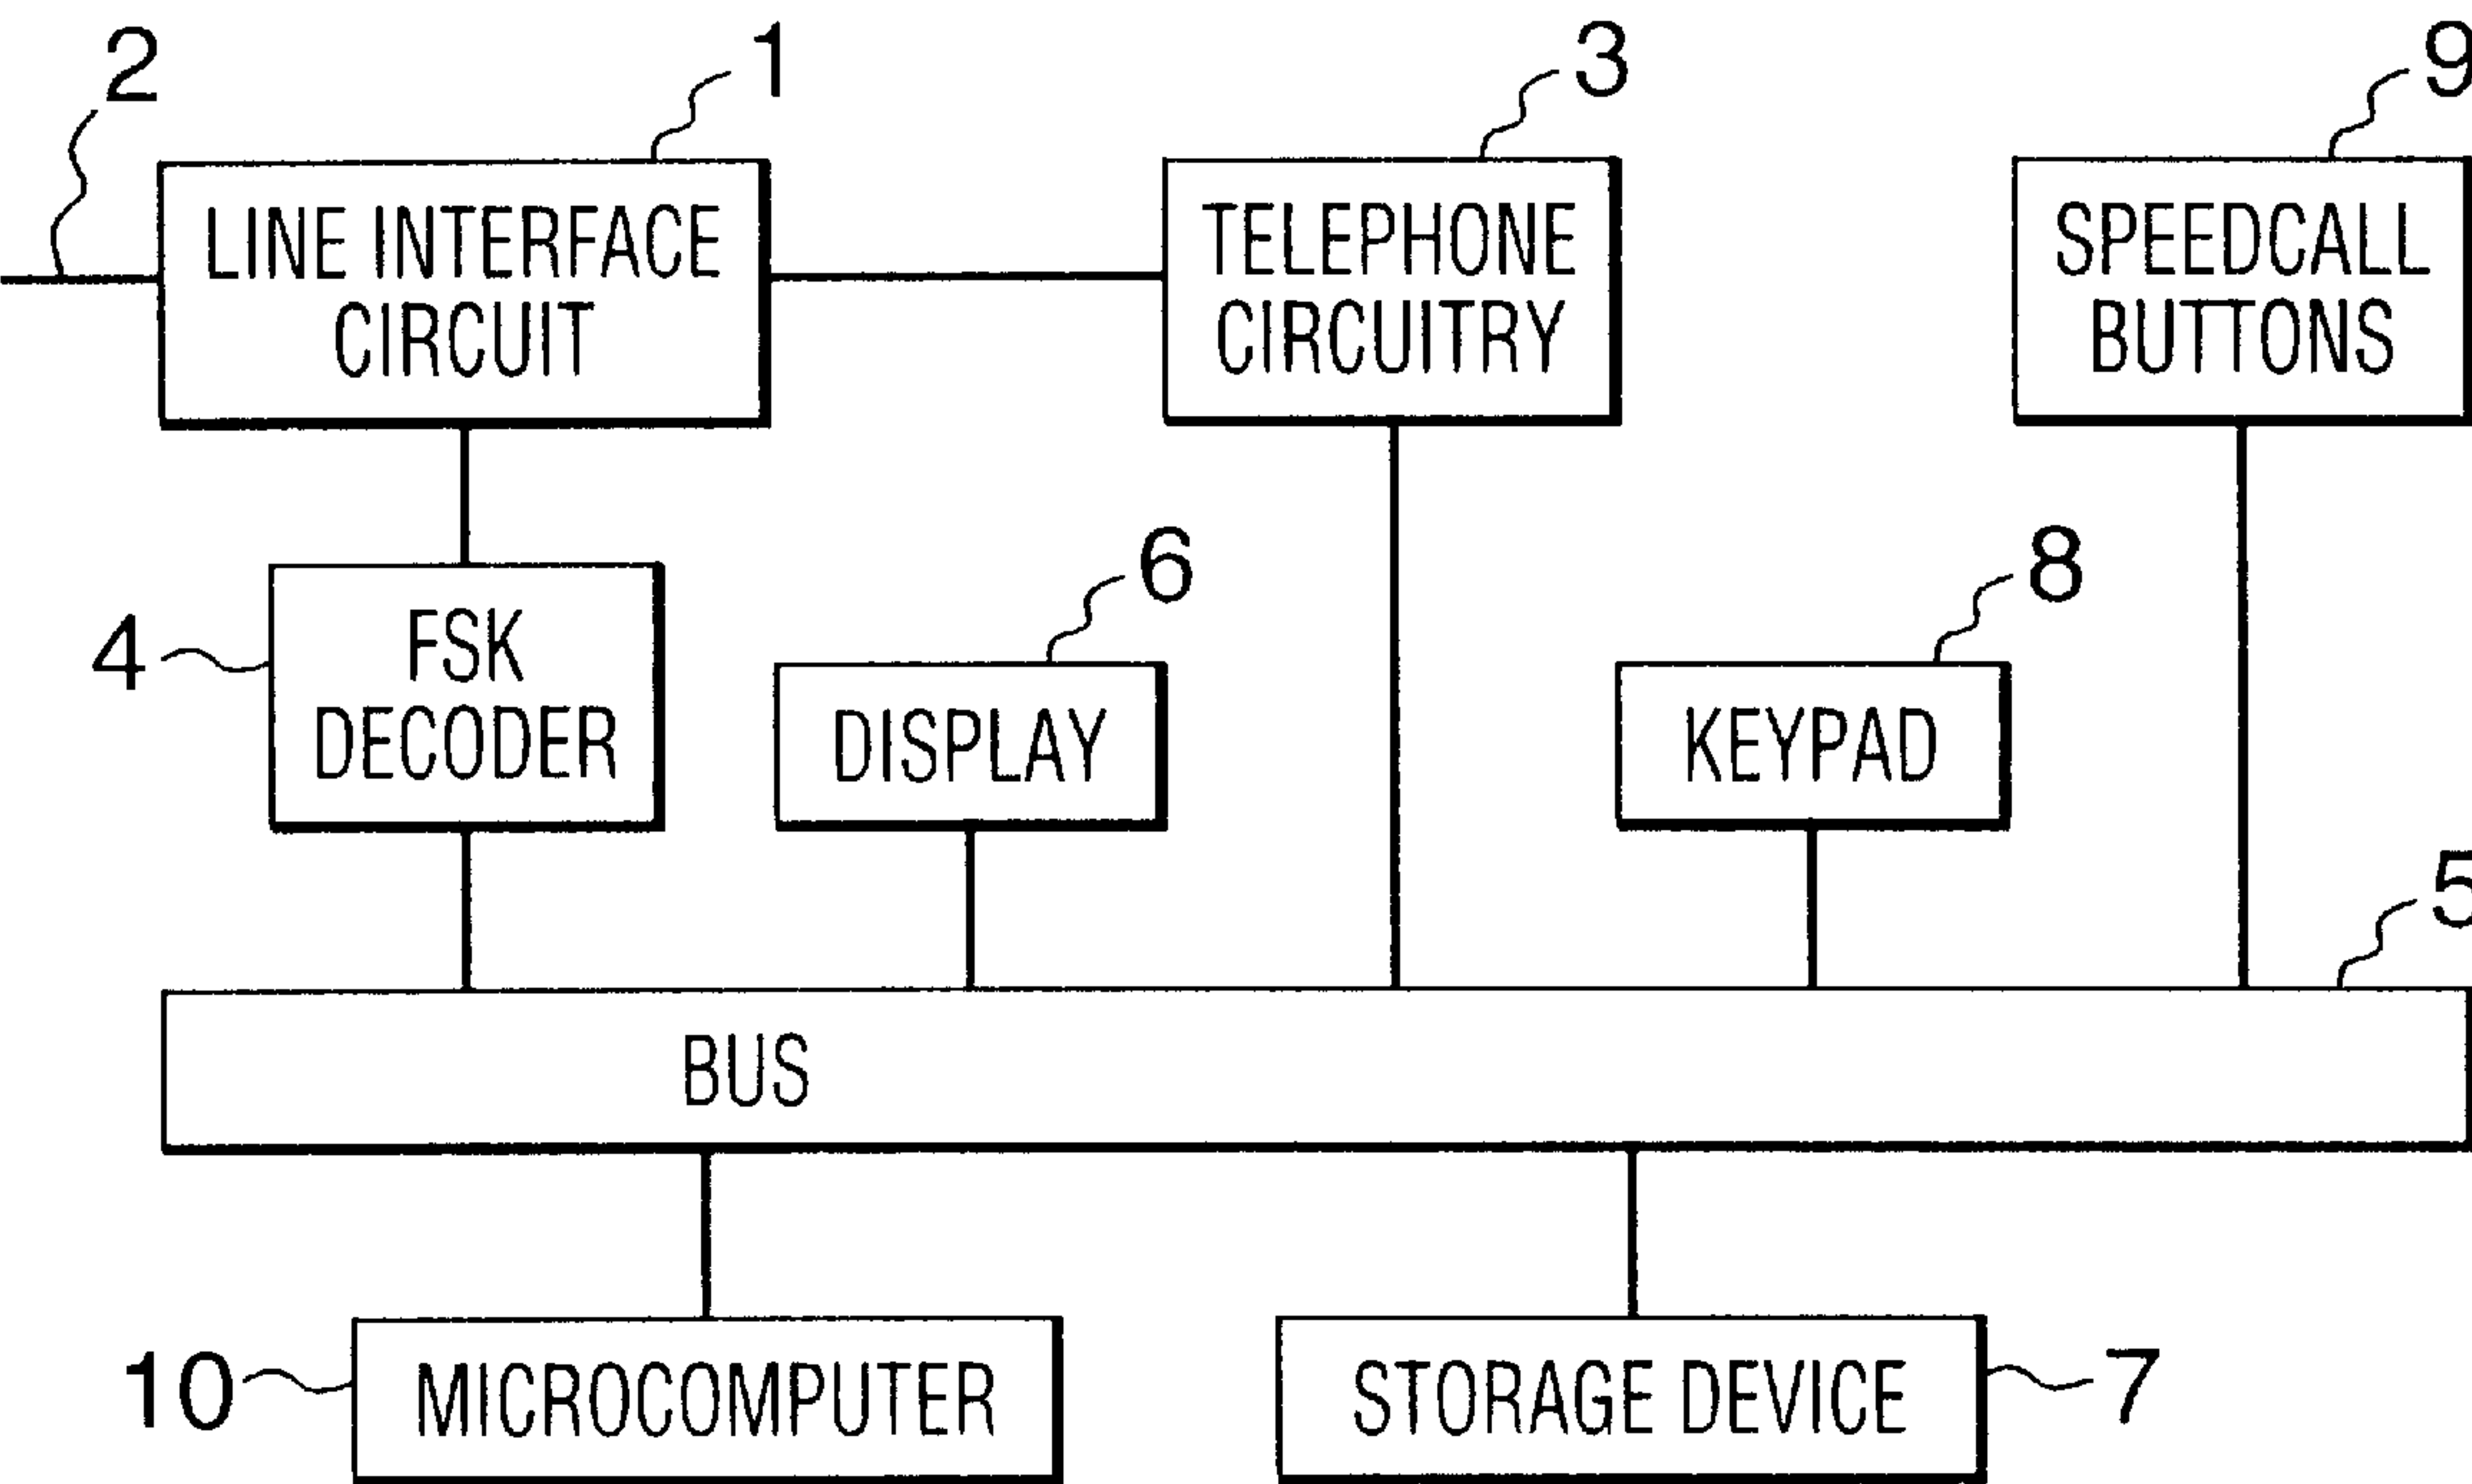 2
1
3
9
LINE INTERFACE
CIRCUIT
TELEPHONE
CIRCUITRY
SPEEDCALL
BUTTONS
4
FSK
DECODER
6
DISPLAY
8
KEYPAD
5
BUS
10
MICROCOMPUTER
STORAGE DEVICE
7